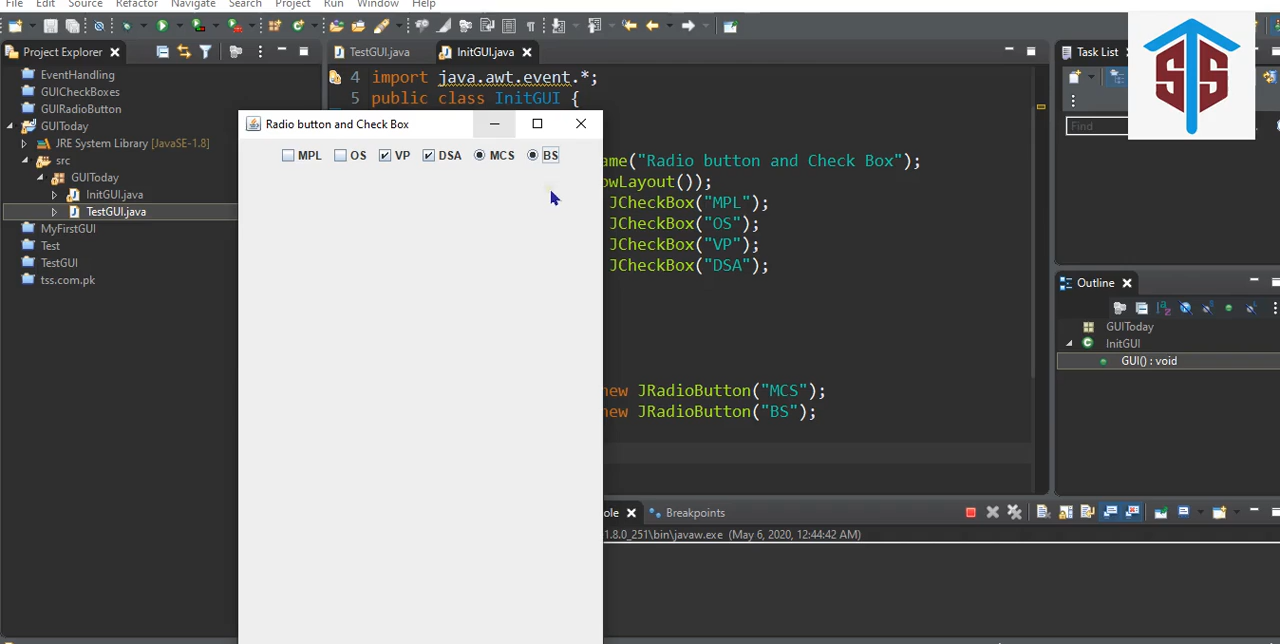 File Edit Source Refactor Navigate Search Project Run Window Help
Project Explorer
EventHandling
GUICheckBoxes
GUIRadioButton
GUIToday
JRE System Library [JavaSE-1.8]
src
GUIToday
InitGUI.java
TestGUI.java
MyFirstGUI
Test
TestGUI
tss.com.pk
TestGUI.java InitGUI.java
4 import java.awt.event.*;
5 public class InitGUI {
ame("Radio button and Check Box");
owLayout());
JCheckBox("MPL");
JCheckBox("OS");
JCheckBox("VP");
JCheckBox("DSA");
new JRadioButton("MCS");
new JRadioButton("BS");
Radio button and Check Box
MPL OS VP DSA MCS BS
ole Breakpoints
1.8.0_251\bin\javaw.exe (May 6, 2020, 12:44:42 AM)
Task List
Find
TSS
Outline
GUIToday
InitGUI
GUI() : void